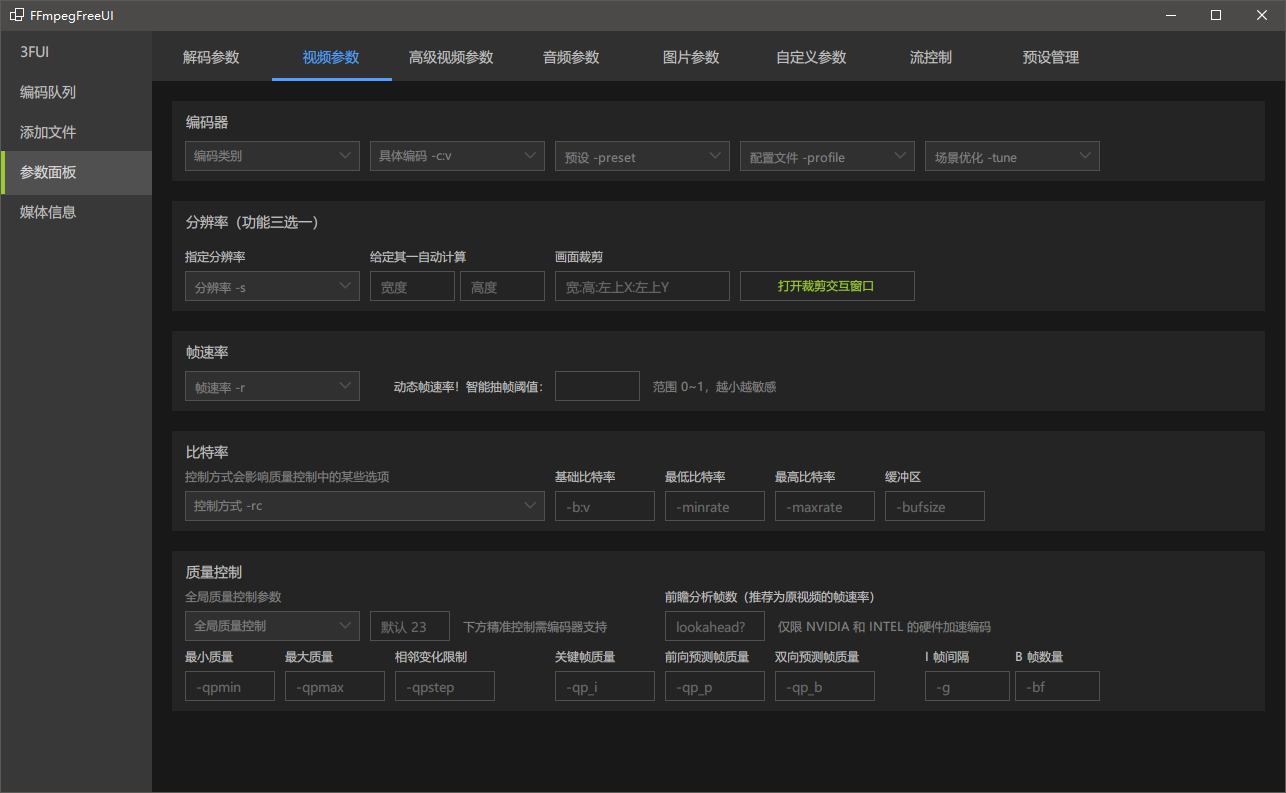 FFmpegFreeUI
3FUI
编码队列
添加文件
参数面板
媒体信息
解码参数 视频参数 高级视频参数 音频参数 图片参数 自定义参数 流控制 预设管理
编码器
编码类别 具体编码 -c:v 预设 -preset 配置文件 -profile 场景优化 -tune
分辨率（功能三选一）
指定分辨率 给定其一自动计算 画面裁剪
分辨率 -s 宽度 高度 宽:高:左上X:左上Y 打开裁剪交互窗口
帧速率
帧速率 -r 动态帧速率！智能抽帧阈值： 范围 0~1，越小越敏感
比特率
控制方式会影响质量控制中的某些选项 基础比特率 最低比特率 最高比特率 缓冲区
控制方式 -rc -b:v -minrate -maxrate -bufsize
质量控制
全局质量控制参数 前瞻分析帧数（推荐为原视频的帧速率）
全局质量控制 默认 23 下方精准控制需编码器支持 lookahead? 仅限 NVIDIA 和 INTEL 的硬件加速编码
最小质量 最大质量 相邻变化限制 关键帧质量 前向预测帧质量 双向预测帧质量 I 帧间隔 B 帧数量
-qpmin -qpmax -qpstep -qp_i -qp_p -qp_b -g -bf